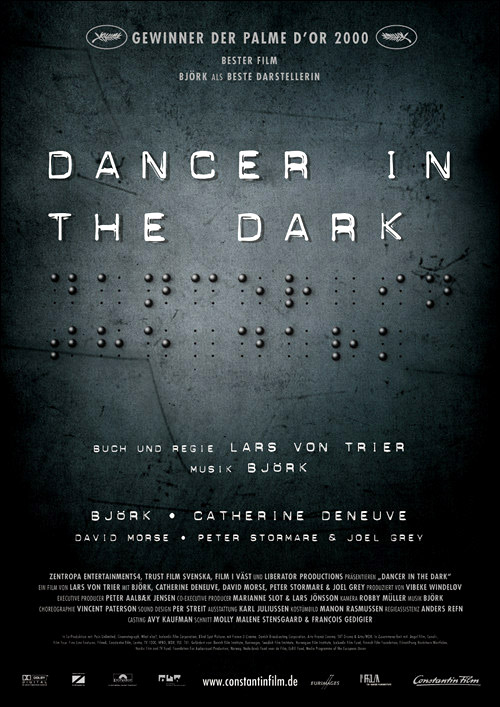 GEWINNER DER PALME D'OR 2000
BESTER FILM
BJÖRK ALS BESTE DARSTELLERIN
DANCER IN
THE DARK
BUCH UND REGIE LARS VON TRIER
MUSIK BJÖRK
BJÖRK • CATHERINE DENEUVE
DAVID MORSE • PETER STORMARE & JOEL GREY
ZENTROPA ENTERTAINMENTS4, TRUST FILM SVENSKA, FILM I VÄST UND LIBERATOR PRODUCTIONS PRÄSENTIEREN „DANCER IN THE DARK"
EIN FILM VON LARS VON TRIER MIT BJÖRK, CATHERINE DENEUVE, DAVID MORSE, PETER STORMARE & JOEL GREY PRODUZIERT VON VIBEKE WINDELØV
EXECUTIVE PRODUCER PETER AALBÆK JENSEN CO-EXECUTIVE PRODUCER MARIANNE SLOT & LARS JÖNSSON KAMERA ROBBY MÜLLER MUSIK BJÖRK
CHOREOGRAPHIE VINCENT PATERSON SOUND DESIGN PER STREIT AUSSTATTUNG KARL JULIUSSEN KOSTÜMBILD MANON RASMUSSEN REGIEASSISTENZ ANDERS REFN
CASTING AVY KAUFMAN SCHNITT MOLLY MALENE STENSGAARD & FRANÇOIS GEDIGIER
DOLBY
www.constantinfilm.de
EURIMAGES
Constantin Film